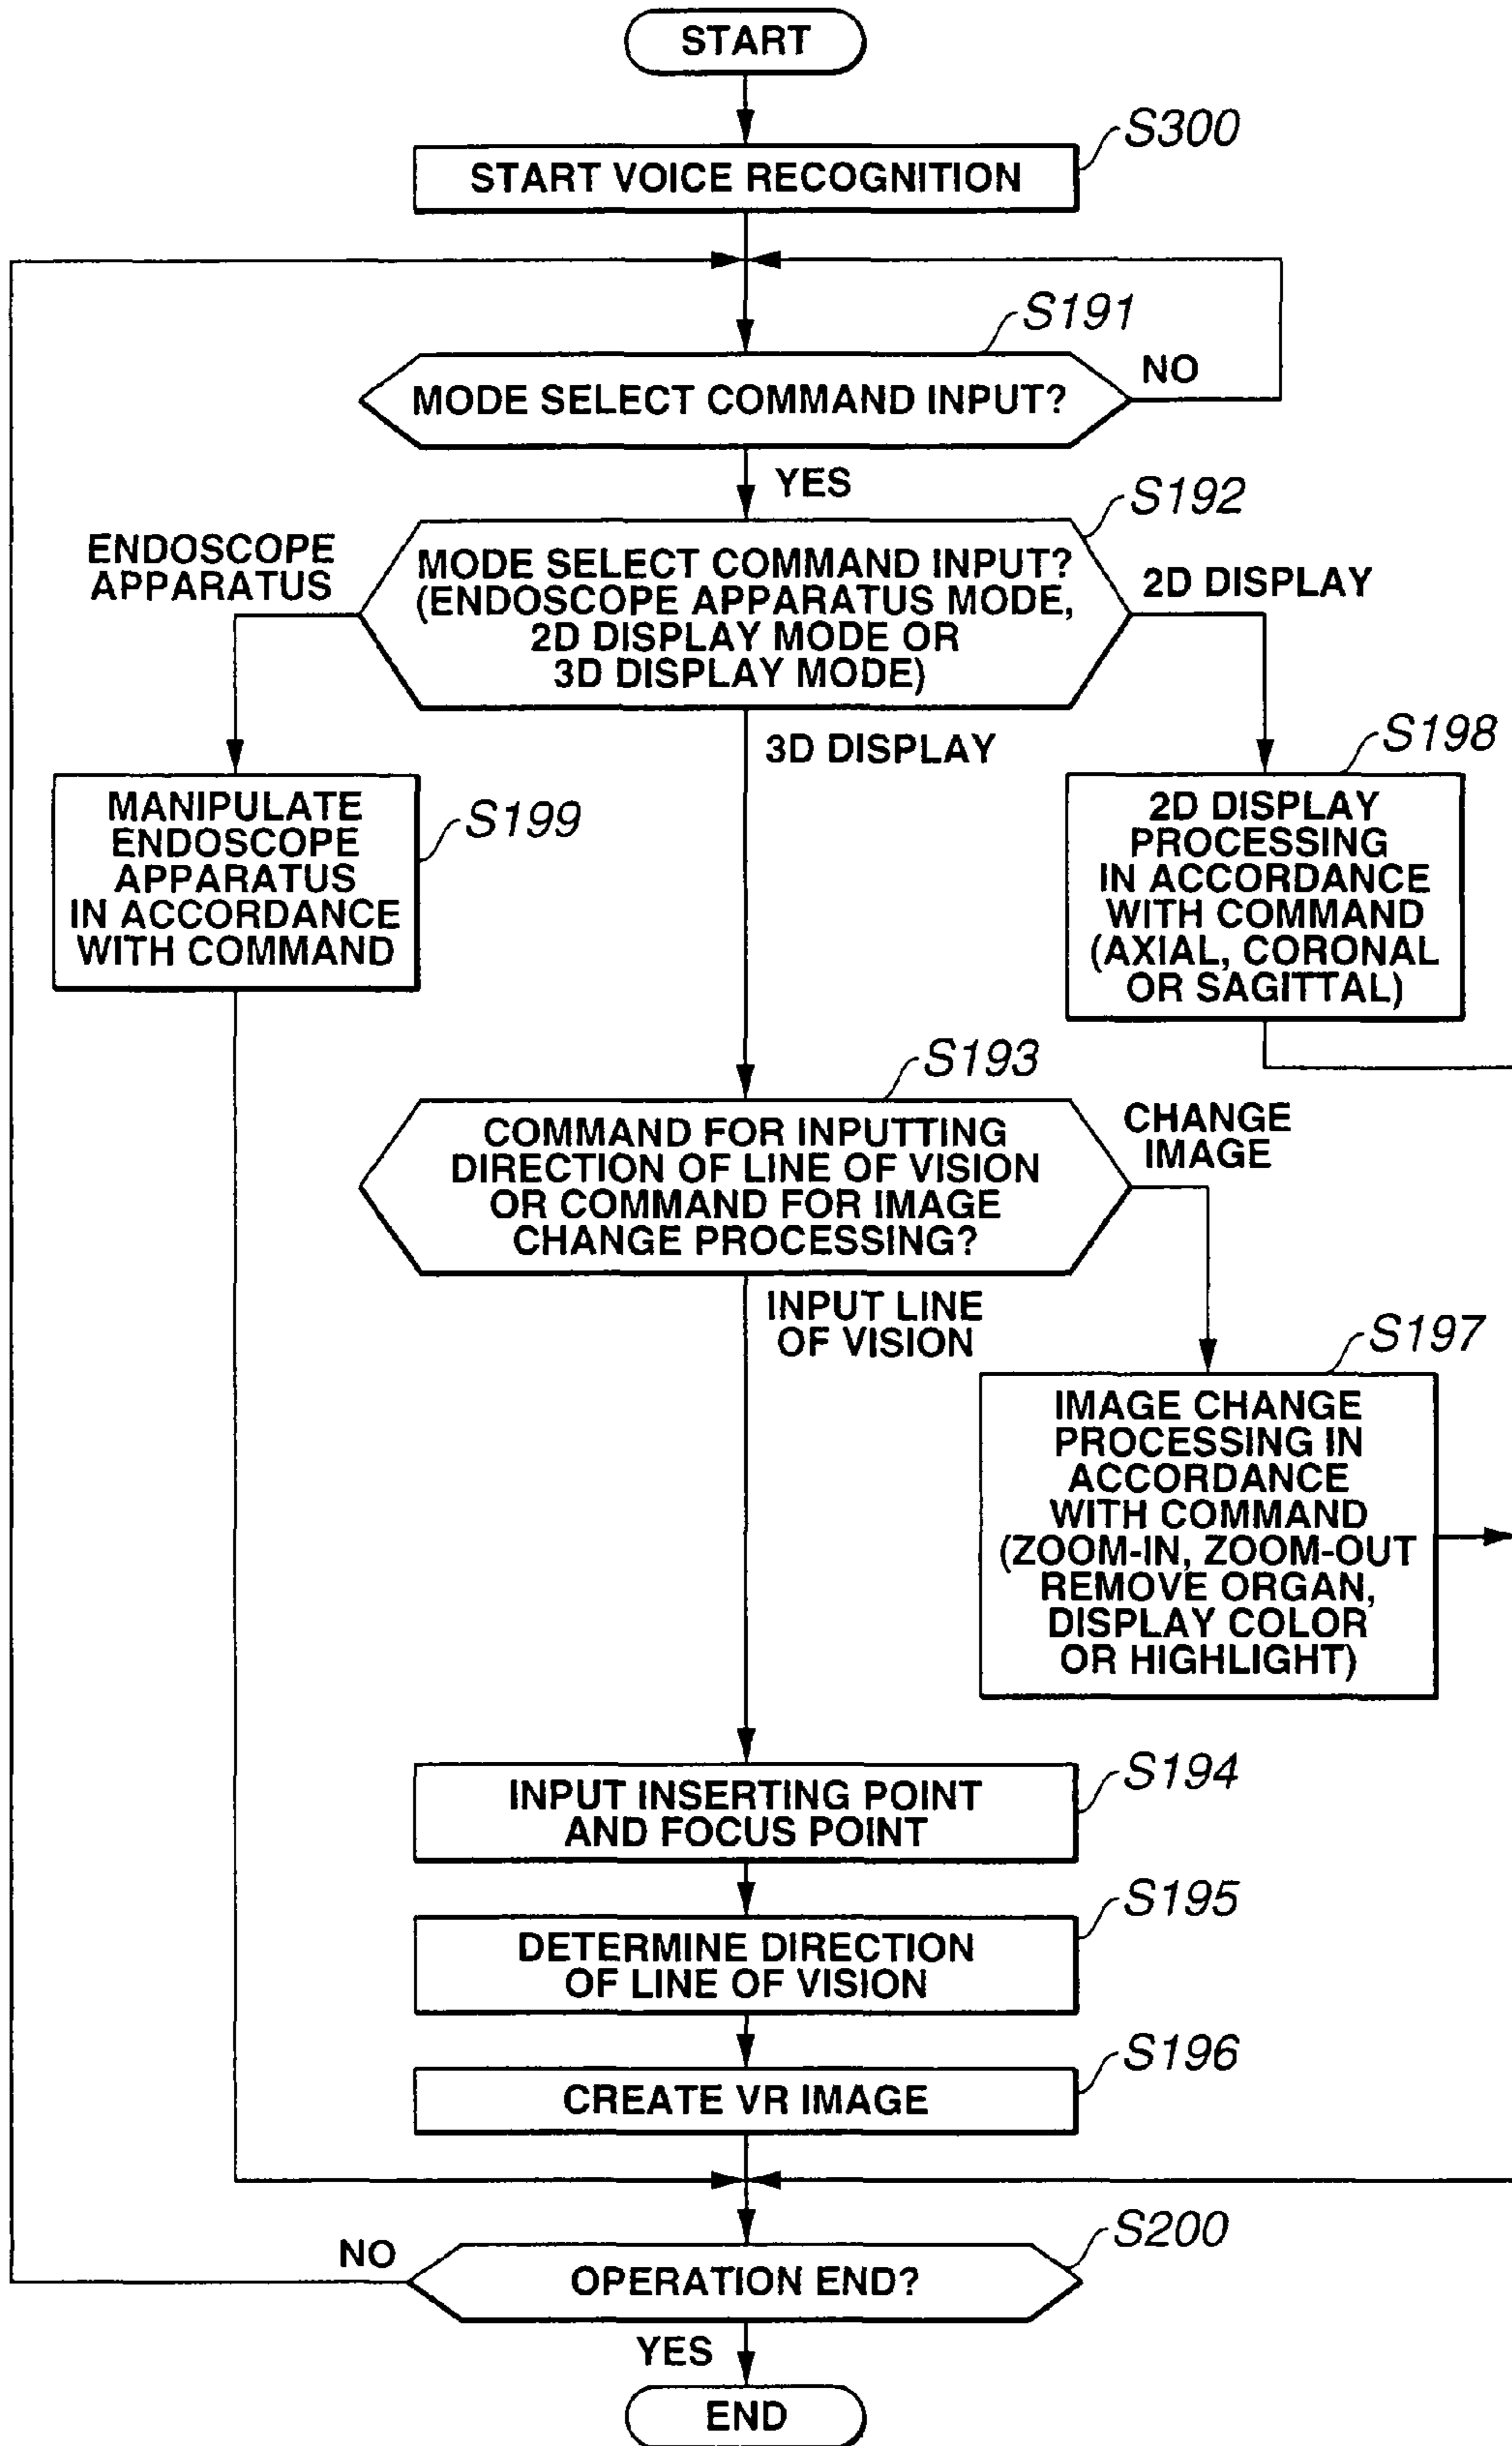 START
S300
START VOICE RECOGNITION
S191
MODE SELECT COMMAND INPUT?
NO
YES
S192
ENDOSCOPE
APPARATUS
MODE SELECT COMMAND INPUT?
(ENDOSCOPE APPARATUS MODE,
2D DISPLAY MODE OR
3D DISPLAY MODE)
2D DISPLAY
3D DISPLAY
S199
MANIPULATE
ENDOSCOPE
APPARATUS
IN ACCORDANCE
WITH COMMAND
S198
2D DISPLAY
PROCESSING
IN ACCORDANCE
WITH COMMAND
(AXIAL, CORONAL
OR SAGITTAL)
S193
COMMAND FOR INPUTTING
DIRECTION OF LINE OF VISION
OR COMMAND FOR IMAGE
CHANGE PROCESSING?
CHANGE
IMAGE
INPUT LINE
OF VISION
S197
IMAGE CHANGE
PROCESSING IN
ACCORDANCE
WITH COMMAND
(ZOOM-IN, ZOOM-OUT
REMOVE ORGAN,
DISPLAY COLOR
OR HIGHLIGHT)
S194
INPUT INSERTING POINT
AND FOCUS POINT
S195
DETERMINE DIRECTION
OF LINE OF VISION
S196
CREATE VR IMAGE
S200
NO
OPERATION END?
YES
END